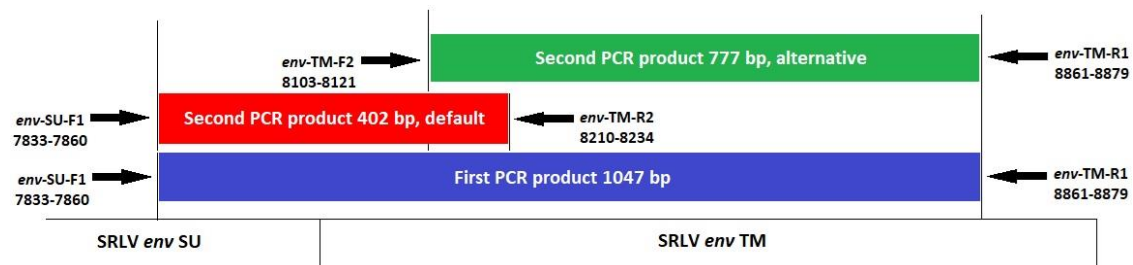 Second PCR product 777 bp, alternative
env-TM-F2
8103-8121
env-TM-R1
8861-8879
env-SU-F1
7833-7860
Second PCR product 402 bp, default
env-TM-R2
8210-8234
env-SU-F1
7833-7860
First PCR product 1047 bp
env-TM-R1
8861-8879
SRLV env SU
SRLV env TM